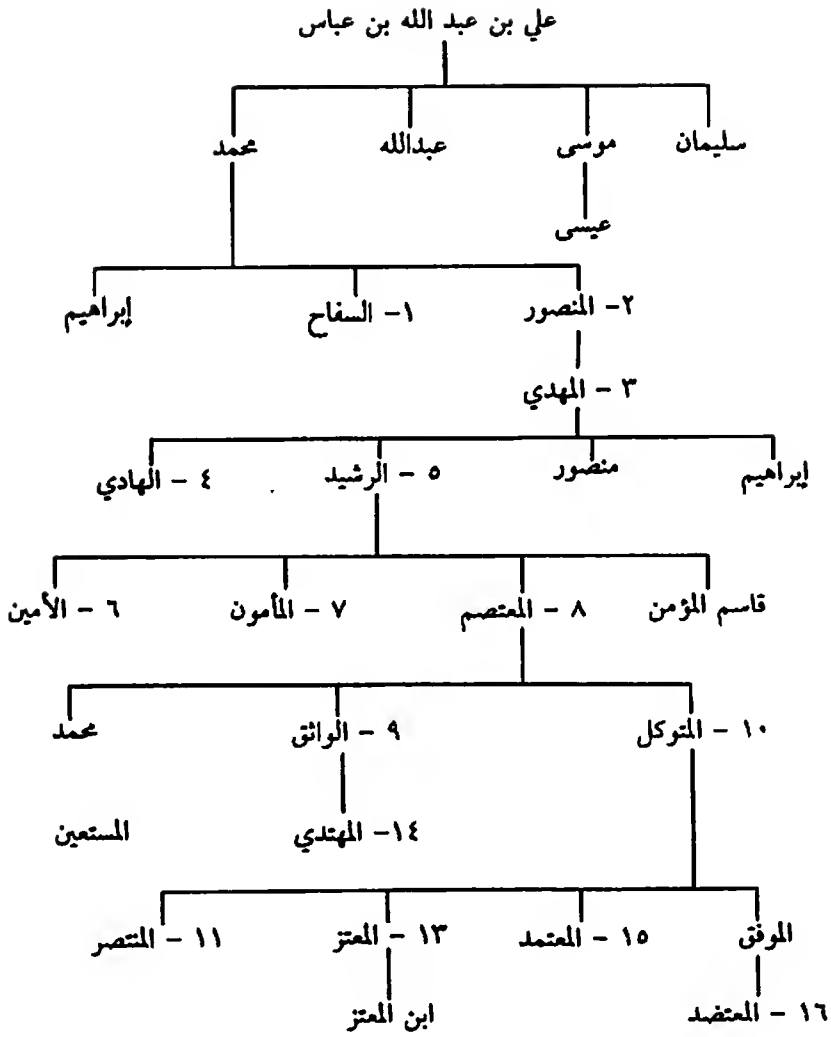 علي بن عبد الله بن عباس
سليمان
موسى
عبدالله
محمد
عيسى
٢- المنصور
١- السفاح
إبراهيم
٣ - المهدي
إبراهيم
منصور
٥ - الرشيد
٤ - الهادي
قاسم المؤمن
٨ - المعتصم
٧ - المأمون
٦ - الأمين
١٠ - المتوكل
٩ - الواثق
محمد
١٤- المهتدي
المستعين
الموفق
١٥ - المعتمد
١٣ - المعتز
١١ - المنتصر
١٦ - المعتضد
ابن المعتز